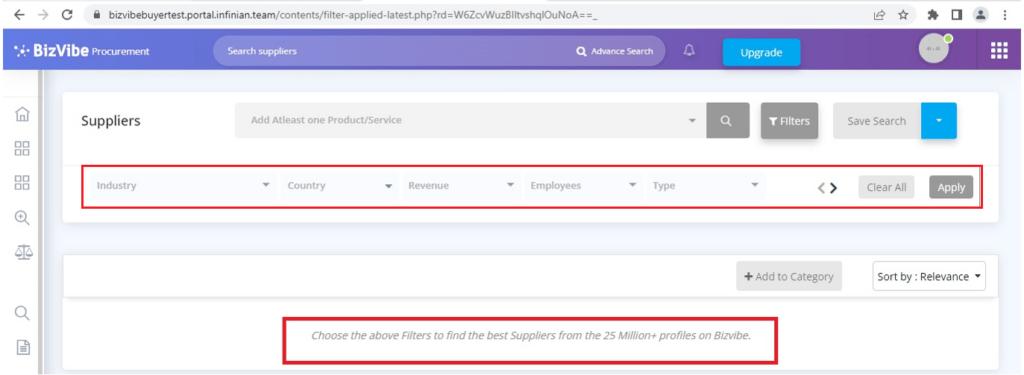 bizvibebuyertest.portal.infinian.team/contents/filter-applied-latest.php?rd=W6ZcvWuzBIltvshqlOuNoA==_
BizVibe Procurement
Search suppliers
Advance Search
Upgrade
Suppliers
Add Atleast one Product/Service
Filters
Save Search
Industry
Country
Revenue
Employees
Type
Clear All
Apply
+ Add to Category
Sort by : Relevance
Choose the above Filters to find the best Suppliers from the 25 Million+ profiles on Bizvibe.